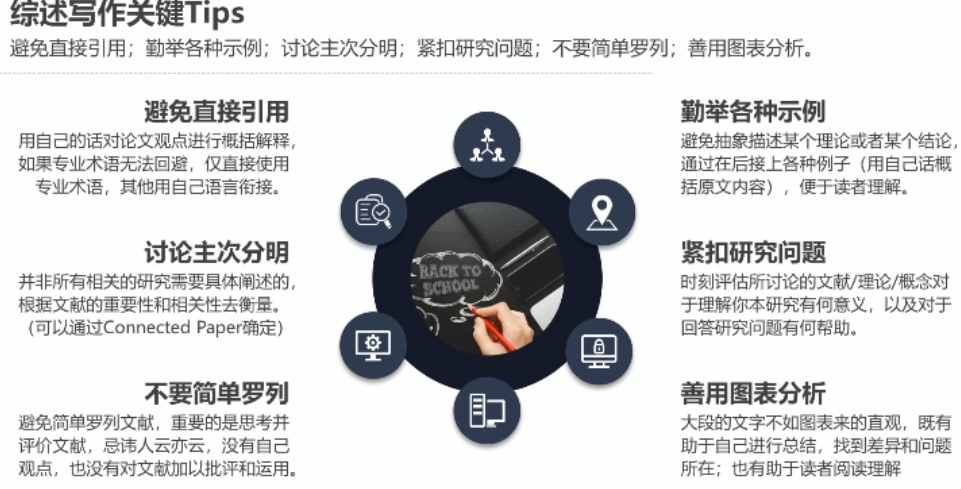 综述写作关键Tips
避免直接引用；勤举各种示例；讨论主次分明；紧扣研究问题；不要简单罗列；善用图表分析。
避免直接引用
用自己的话对论文观点进行概括解释，
如果专业术语无法回避，仅直接使用
专业术语，其他用自己语言衔接。
讨论主次分明
并非所有相关的研究需要具体阐述的，
根据文献的重要性和相关性去衡量。
（可以通过Connected Paper确定）
不要简单罗列
避免简单罗列文献，重要的是思考并
评价文献，忌讳人云亦云，没有自己
观点，也没有对文献加以批评和运用。
BACK TO
SCHOOL
勤举各种示例
避免抽象描述某个理论或者某个结论，
通过在后接上各种例子（用自己话概
括原文内容），便于读者理解。
紧扣研究问题
时刻评估所讨论的文献/理论/概念对
于理解你本研究有何意义，以及对于
回答研究问题有何帮助。
善用图表分析
大段的文字不如图表来的直观，既有
助于自己进行总结，找到差异和问题
所在；也有助于读者阅读理解